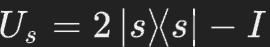 U_s = 2 |s⟩⟨s| − I